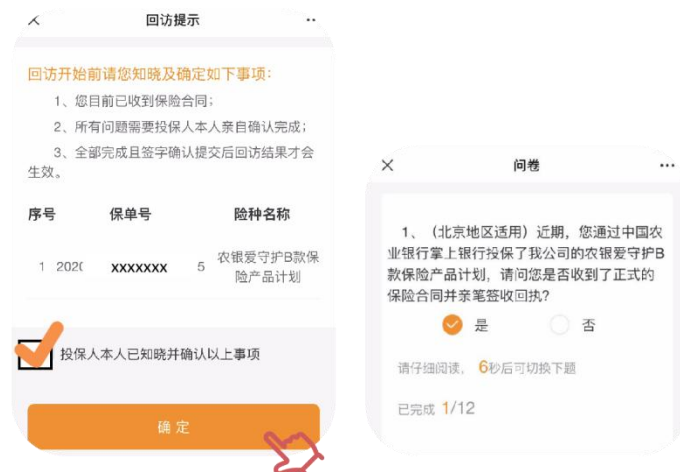 回访提示
回访开始前请您知晓及确定如下事项:
1、您目前已收到保险合同;
2、所有问题需要投保人本人亲自确认完成;
3、全部完成且签字确认提交后回访结果才会
生效。
序号 保单号 险种名称
1 2020 XXXXXXX 5 农银爱守护B款保
险产品计划
投保人本人已知晓并确认以上事项
确定
问卷
1、(北京地区适用)近期，您通过中国农
业银行掌上银行投保了我公司的农银爱守护B
款保险产品计划，请问您是否收到了正式的
保险合同并亲笔签收回执?
是 否
请仔细阅读， 6秒后可切换下题
已完成 1/12